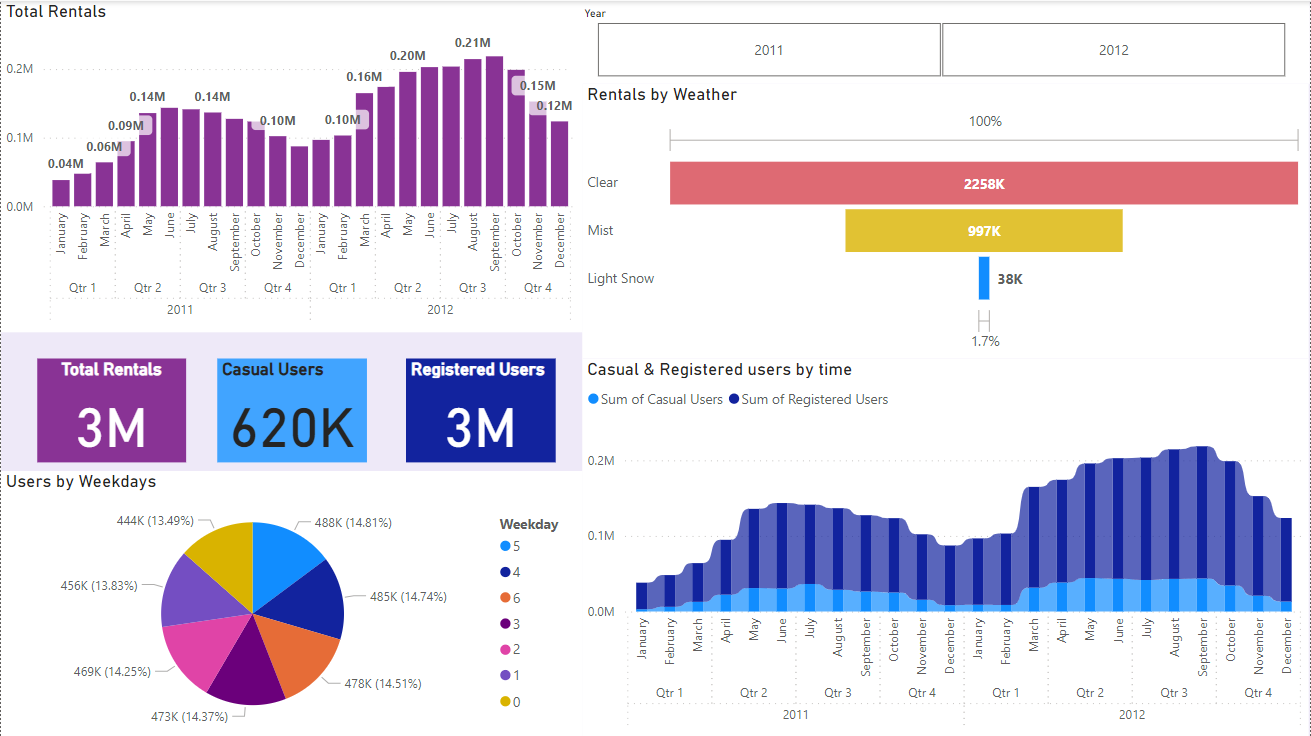 Total Rentals
0.2M
0.1M
0.0M
0.04M
0.06M
0.09M
0.14M
0.14M
0.10M
0.10M
0.16M
0.20M
0.21M
0.15M
0.12M
January
February
March
April
May
June
July
August
September
October
November
December
January
February
March
April
May
June
July
August
September
October
November
December
Qtr 1
Qtr 2
Qtr 3
Qtr 4
Qtr 1
Qtr 2
Qtr 3
Qtr 4
2011
2012
Year
2011
2012
Rentals by Weather
100%
Clear
2258K
Mist
997K
Light Snow
38K
1.7%
Total Rentals
3M
Casual Users
620K
Registered Users
3M
Users by Weekdays
444K (13.49%)
488K (14.81%)
456K (13.83%)
485K (14.74%)
469K (14.25%)
478K (14.51%)
473K (14.37%)
Weekday
5
4
6
3
2
1
0
Casual & Registered users by time
Sum of Casual Users
Sum of Registered Users
0.2M
0.1M
0.0M
January
February
March
April
May
June
July
August
September
October
November
December
January
February
March
April
May
June
July
August
September
October
November
December
Qtr 1
Qtr 2
Qtr 3
Qtr 4
Qtr 1
Qtr 2
Qtr 3
Qtr 4
2011
2012